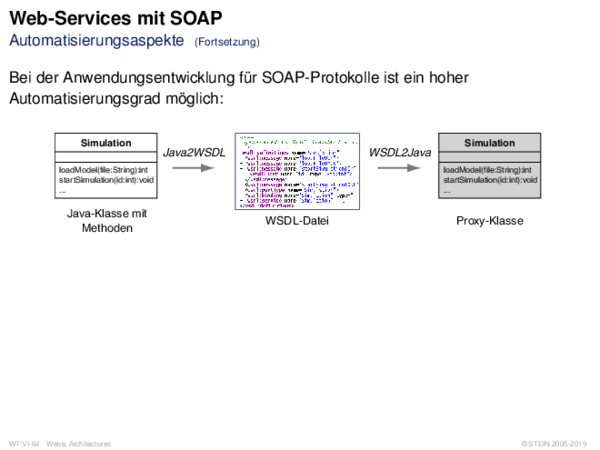 Web-Services mit SOAP
Automatisierungsaspekte (Fortsetzung)
Bei der Anwendungsentwicklung für SOAP-Protokolle ist ein hoher
Automatisierungsgrad möglich:
Simulation
loadModel(file:String):int
startSimulation(id:int):void
...
Java-Klasse mit
Methoden
Java2WSDL
WSDL-Datei
WSDL2Java
Simulation
loadModel(file:String):int
startSimulation(id:int):void
...
Proxy-Klasse
WT:VI-64 Webis Architectures
© STEIN 2005-2019